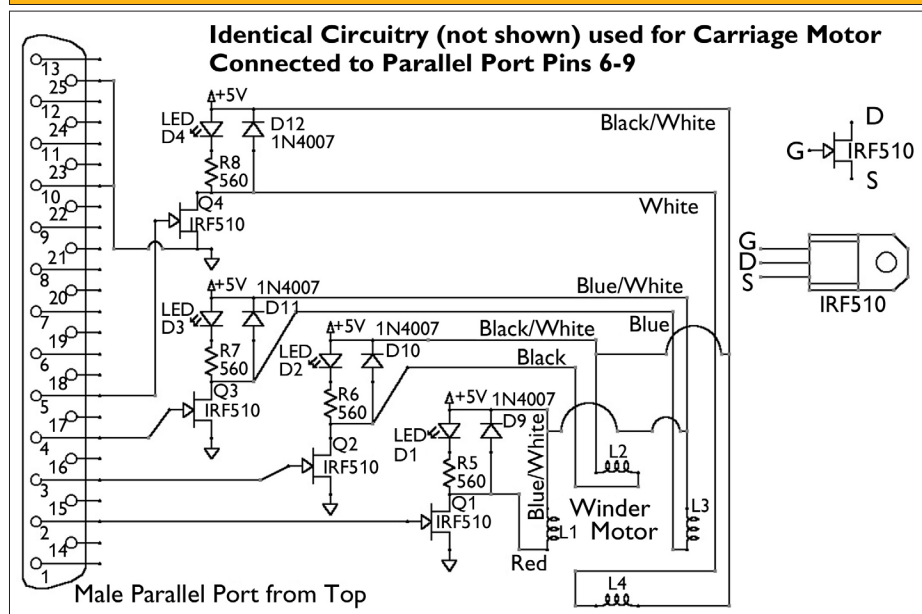 Identical Circuitry (not shown) used for Carriage Motor
Connected to Parallel Port Pins 6-9
13
25
12
24
11
23
10
22
9
21
8
20
7
19
6
18
5
17
4
16
3
15
2
14
1
+5V
LED
D4
D12
1N4007
R8
560
Q4
IRF510
Black/White
White
D
G
IRF510
S
G
D
S
IRF510
+5V
1N4007
LED
D3
D11
R7
560
Q3
IRF510
Blue/White
Blue
+5V
1N4007
LED
D2
D10
R6
560
Q2
IRF510
Black/White
Black
+5V
1N4007
LED
D1
D9
R5
560
Q1
IRF510
Blue/White
Red
L2
Winder
Motor
L1
L3
L4
Male Parallel Port from Top